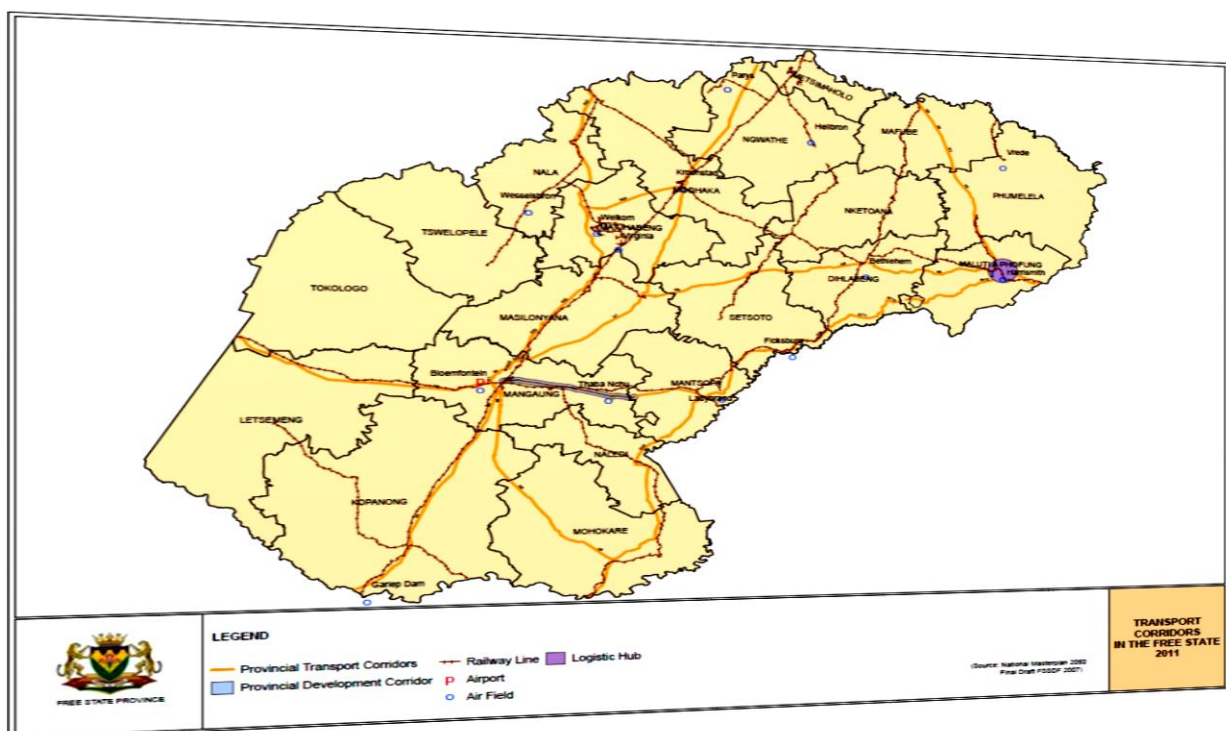 Parys
METSIMAHOLO
Heilbron
MAFUBE
NGWATHE
Vrede
NALA
Kroonstad
MOQHAKA
PHUMELELA
Wesselsbron
NKETOANA
Welkom
TSWELOPELE
Virginia
Bethlehem
MALUTI A PHOFUNG
Harrismith
DIHLABENG
TOKOLOGO
MASILONYANA
SETSOTO
Ficksburg
Bloemfontein
P
Thaba Nchu
MANTSOPA
MANGAUNG
Ladybrand
LETSEMENG
NALEDI
KOPANONG
MOHOKARE
Gariep Dam
FREE STATE PROVINCE
LEGEND
Provincial Transport Corridors
Provincial Development Corridor
Railway Line
P Airport
Air Field
Logistic Hub
(Source: National Masterplan 2050
Final Draft PSSDF 2007)
TRANSPORT
CORRIDORS
IN THE FREE STATE
2011